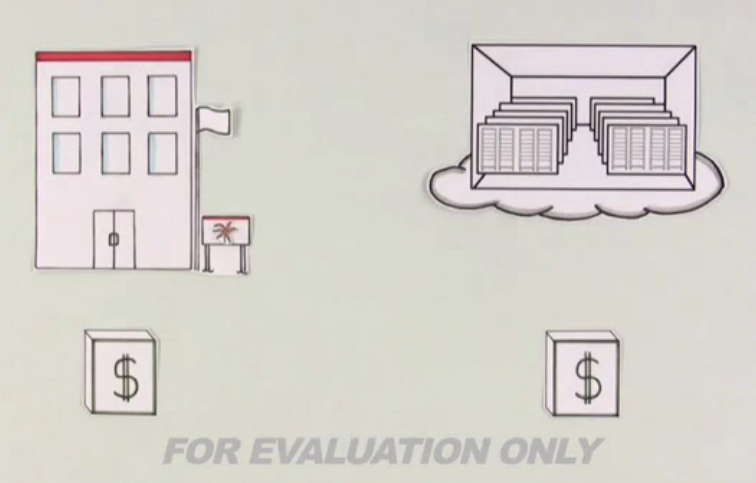 $ $
FOR EVALUATION ONLY